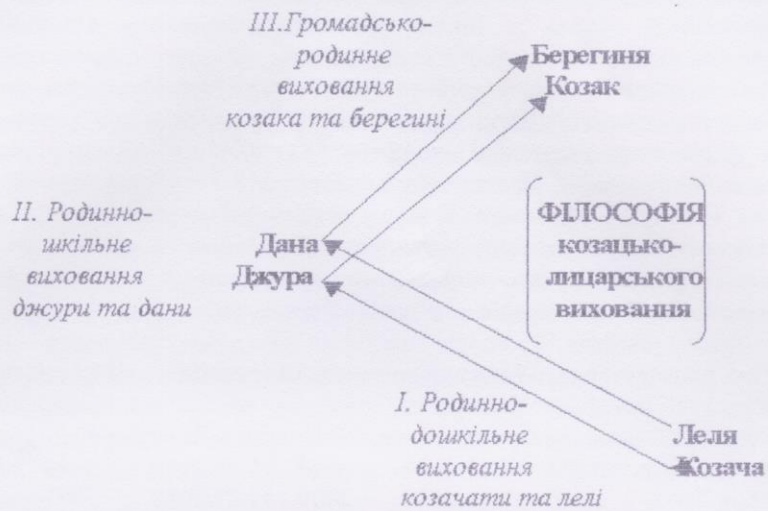 III.Громадсько-
родинне
виховання
козака та берегині
Берегиня
Козак
II. Родинно-
шкільне
виховання
джури та дани
Дана
Джура
ФІЛОСОФІЯ
козацько-
лицарського
виховання
I. Родинно-
дошкільне
виховання
козачати та лелі
Леля
Козача